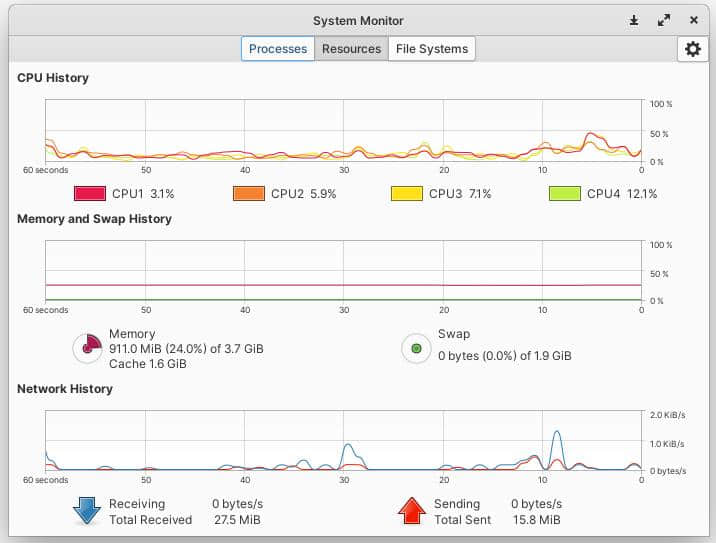 System Monitor
Processes Resources File Systems
CPU History
100 %
50 %
0 %
60 seconds 50 40 30 20 10 0
CPU1 3.1% CPU2 5.9% CPU3 7.1% CPU4 12.1%
Memory and Swap History
100 %
50 %
0 %
60 seconds 50 40 30 20 10 0
Memory
911.0 MiB (24.0%) of 3.7 GiB
Cache 1.6 GiB
Swap
0 bytes (0.0%) of 1.9 GiB
Network History
2.0 KiB/s
1.0 KiB/s
0 bytes/s
60 seconds 50 40 30 20 10 0
Receiving 0 bytes/s
Total Received 27.5 MiB
Sending 0 bytes/s
Total Sent 15.8 MiB